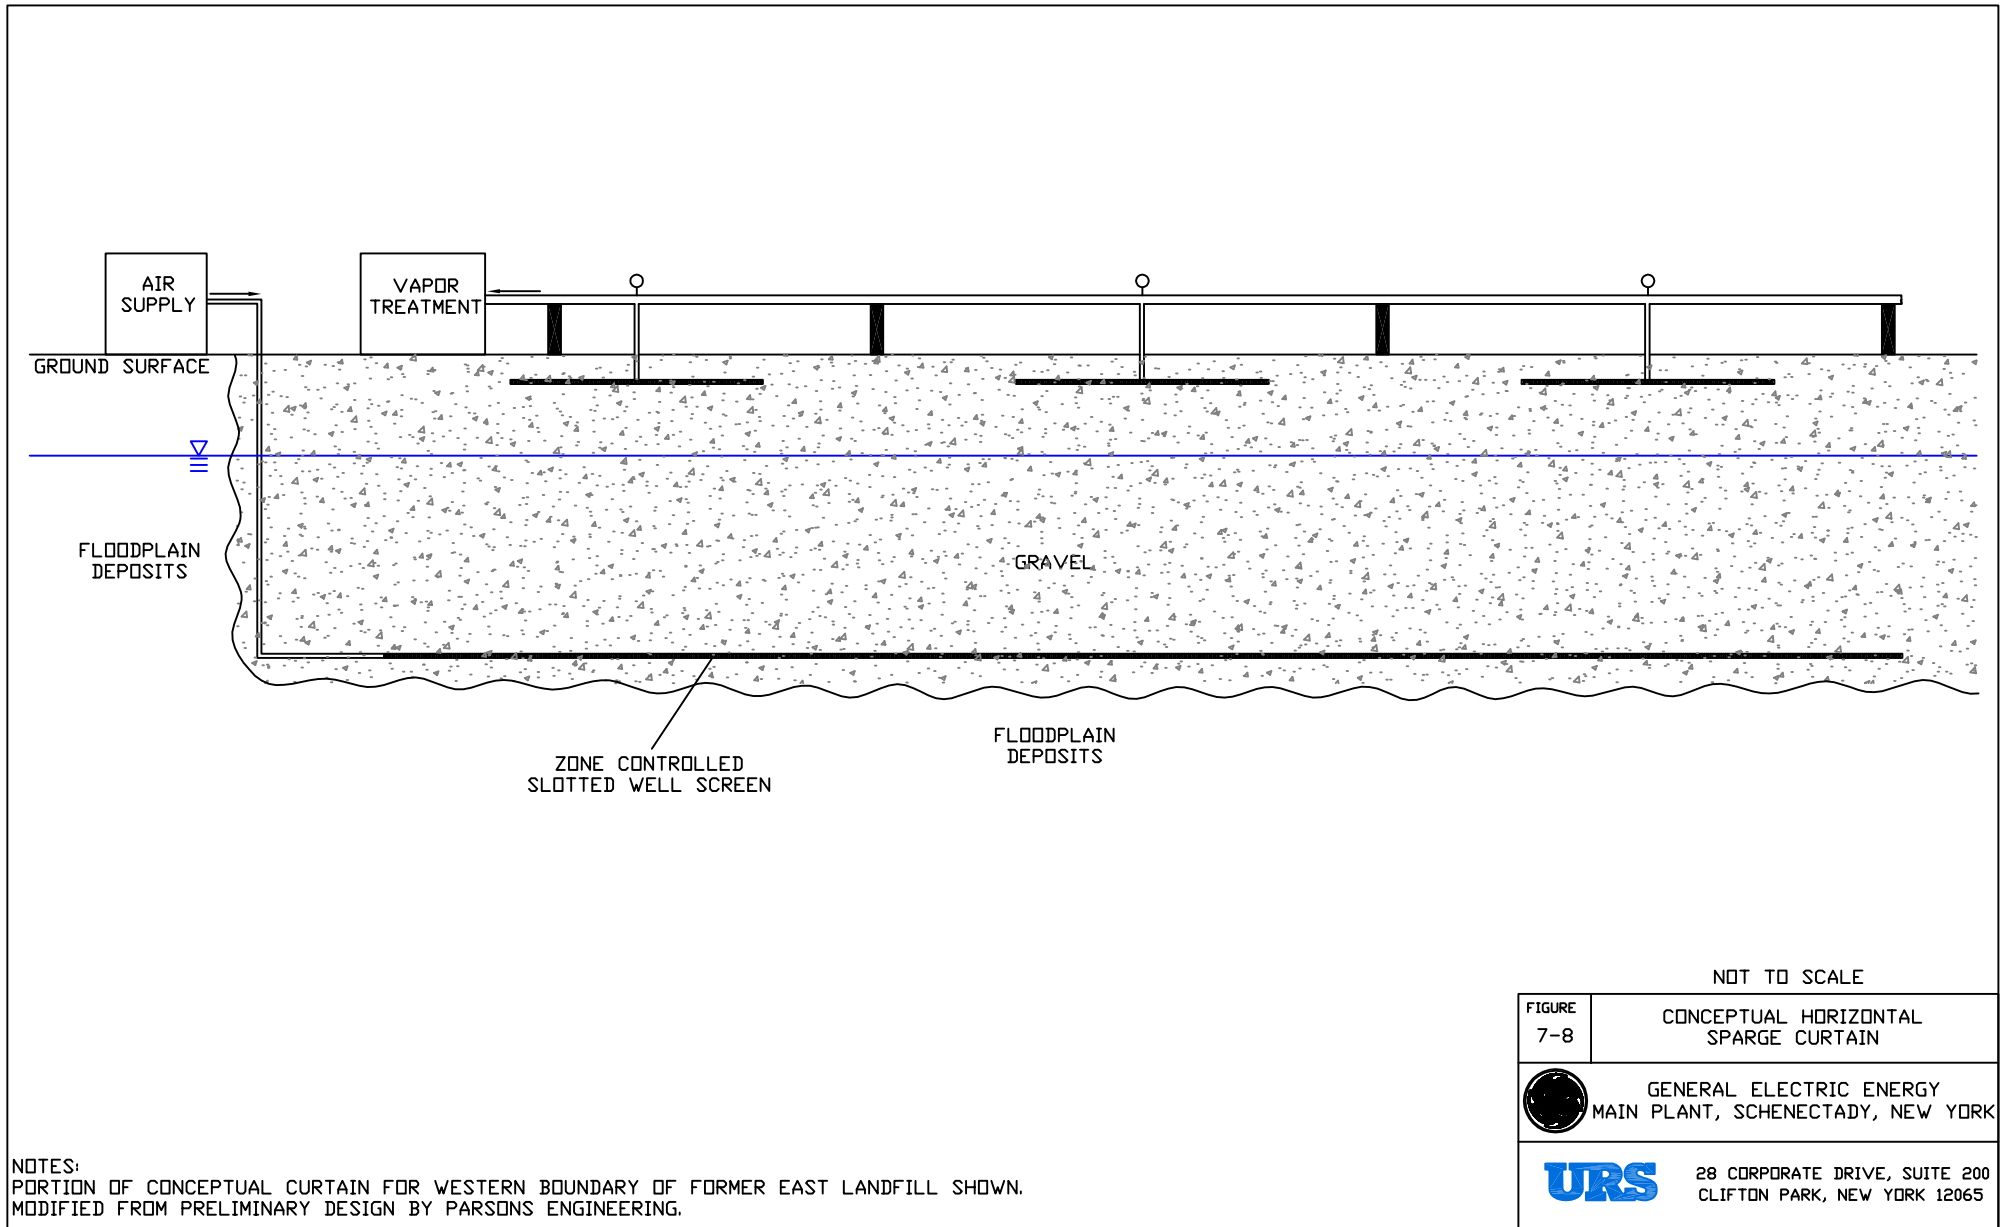 AIR
SUPPLY
VAPOR
TREATMENT
GROUND SURFACE
FLOODPLAIN
DEPOSITS
GRAVEL
FLOODPLAIN
DEPOSITS
ZONE CONTROLLED
SLOTTED WELL SCREEN
NOT TO SCALE
FIGURE
7-8
CONCEPTUAL HORIZONTAL
SPARGE CURTAIN
GENERAL ELECTRIC ENERGY
MAIN PLANT, SCHENECTADY, NEW YORK
URS
28 CORPORATE DRIVE, SUITE 200
CLIFTON PARK, NEW YORK 12065
NOTES:
PORTION OF CONCEPTUAL CURTAIN FOR WESTERN BOUNDARY OF FORMER EAST LANDFILL SHOWN.
MODIFIED FROM PRELIMINARY DESIGN BY PARSONS ENGINEERING.